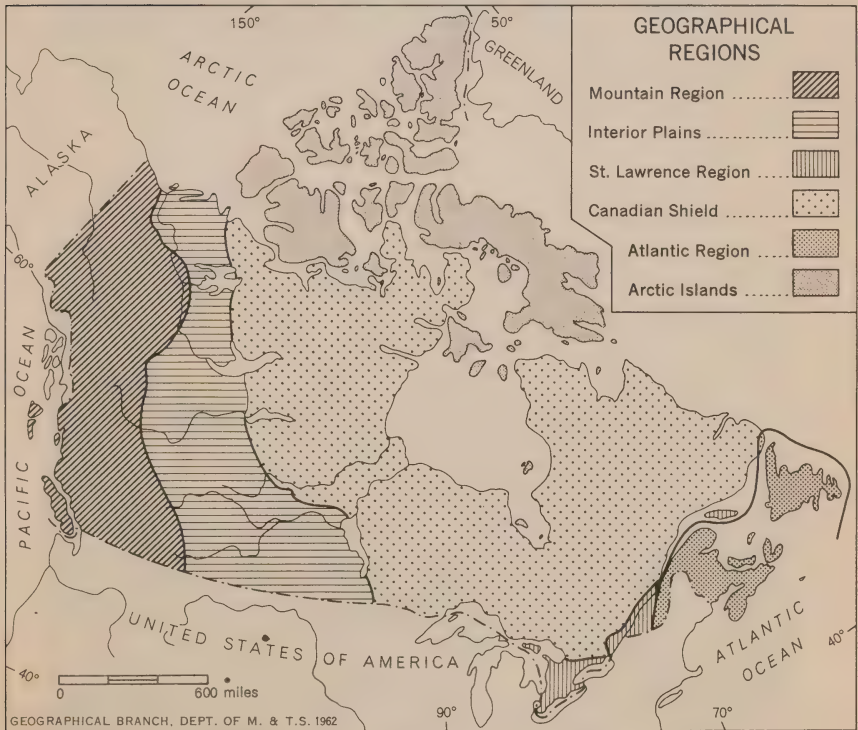 150°
50°
ARCTIC
OCEAN
GREENLAND
GEOGRAPHICAL
REGIONS
Mountain Region ..........
Interior Plains ..............
St. Lawrence Region ....
Canadian Shield ...........
Atlantic Region ......
Arctic Islands ........
ALASKA
60°
PACIFIC OCEAN
UNITED STATES OF AMERICA
ATLANTIC
OCEAN
40°
40°
0
600 miles
GEOGRAPHICAL BRANCH, DEPT. OF M. & T.S. 1962
90°
70°